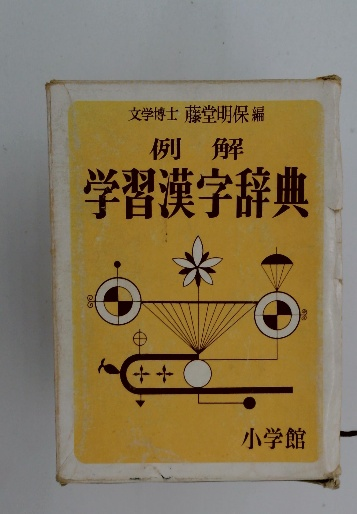 文学博士 藤堂明保編
例解
学習漢字辞典
小学館